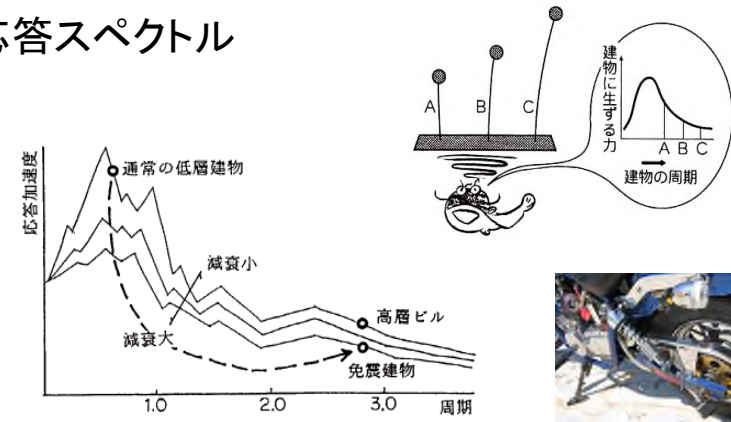 応答スペクトル
A
B
C
建物に生ずる力
A B C
建物の周期
応答加速度
通常の低層建物
減衰小
減衰大
高層ビル
免震建物
1.0
2.0
3.0
周期